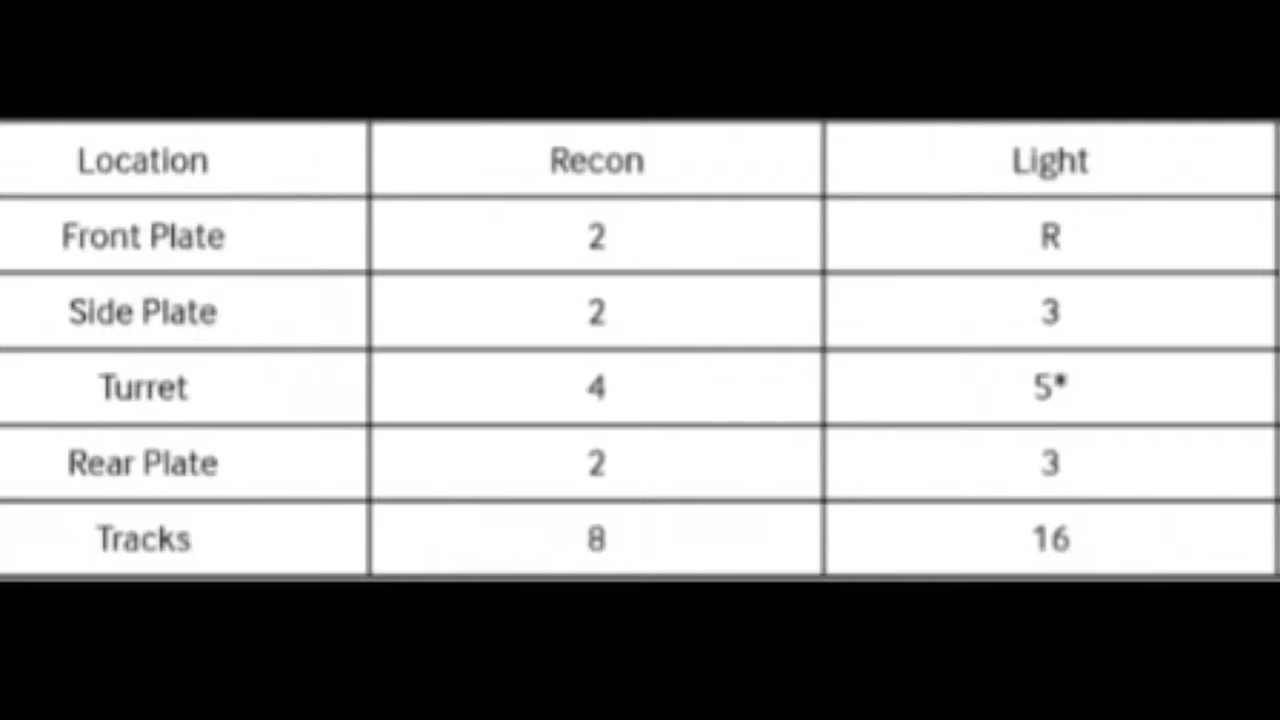 Location Recon Light
Front Plate 2 R
Side Plate 2 3
Turret 4 5*
Rear Plate 2 3
Tracks 8 16